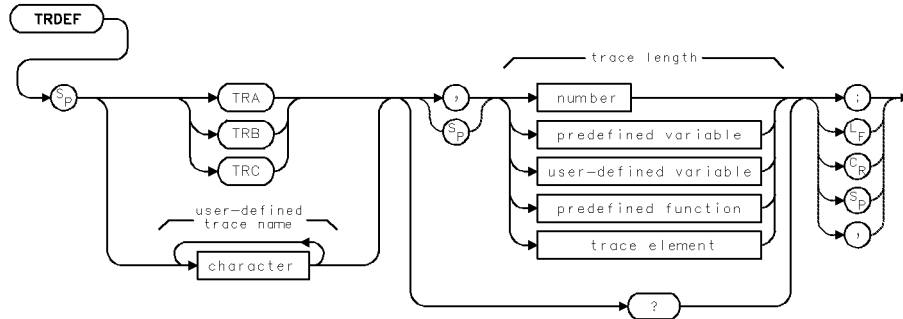 TRDEF
SP
TRA
TRB
TRC
user-defined
trace name
character
,
SP
trace length
number
predefined variable
user-defined variable
predefined function
trace element
?
;
LF
CR
SP
,